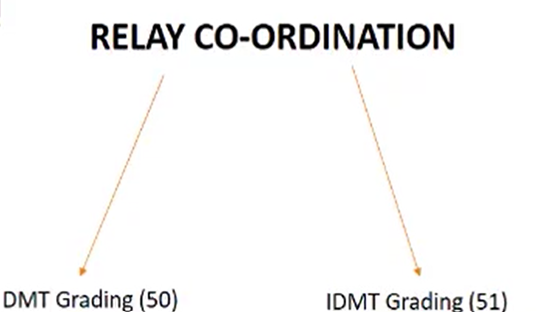 RELAY CO-ORDINATION
DMT Grading (50)
IDMT Grading (51)